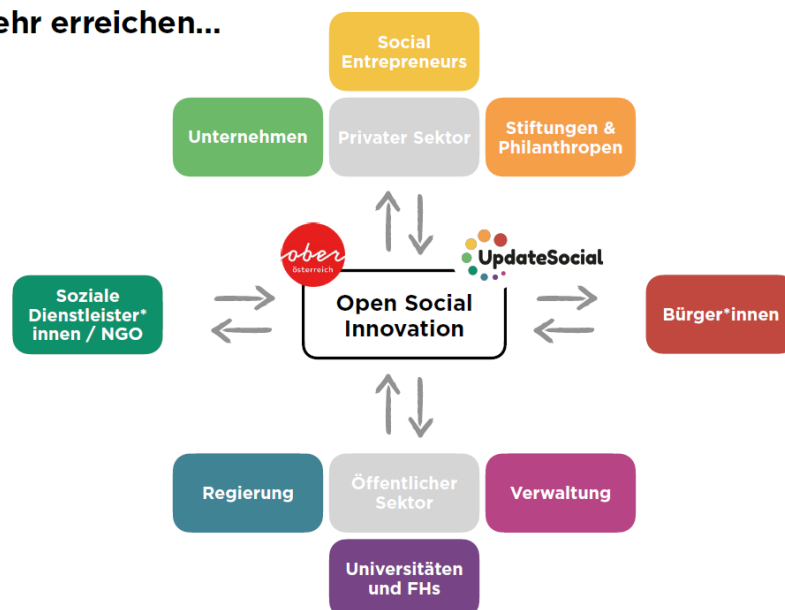 ehr erreichen...
Social
Entrepreneurs
Unternehmen
Privater Sektor
Stiftungen &
Philanthropen
ober
österreich
UpdateSocial
Soziale
Dienstleister*
innen / NGO
Open Social
Innovation
Bürger*innen
Regierung
Öffentlicher
Sektor
Verwaltung
Universitäten
und FHs